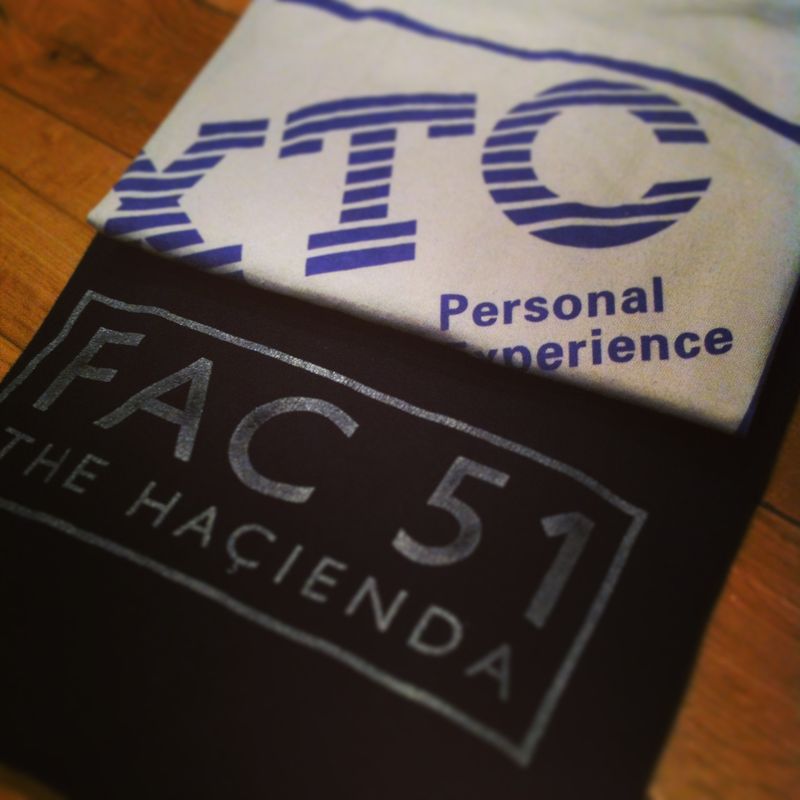 XTC
Personal
Experience
FAC 51
THE HAÇIENDA